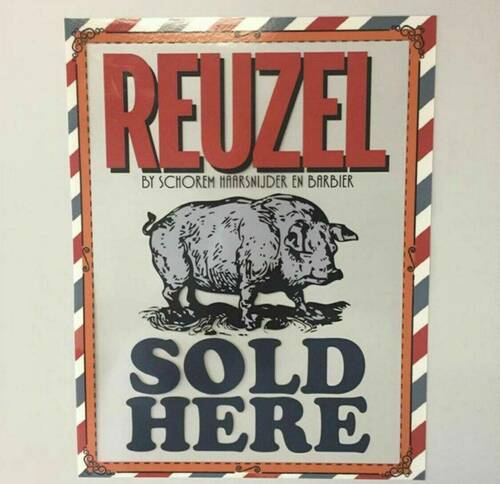 REUZEL
BY SCHOREM HAARSNIJDER EN BARBIER
SOLD
HERE